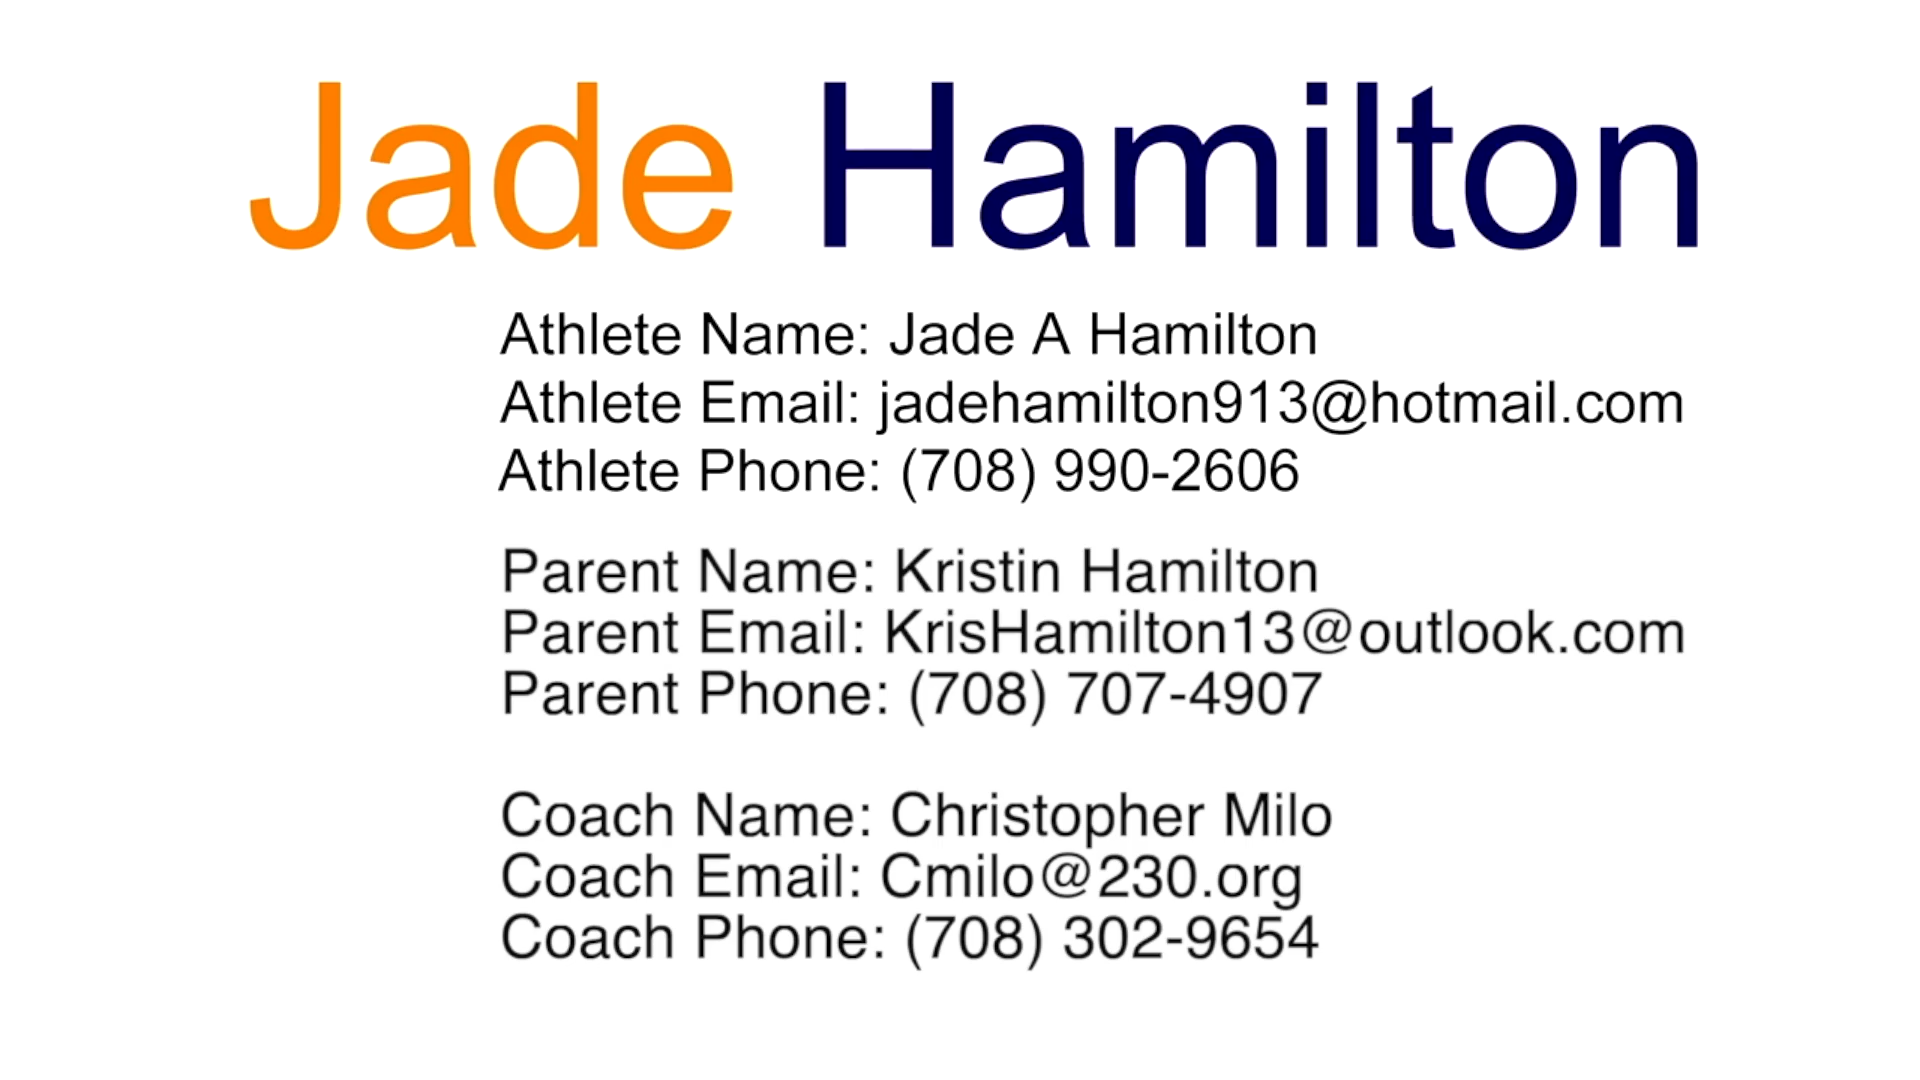 Jade Hamilton
Athlete Name: Jade A Hamilton
Athlete Email: jadehamilton913@hotmail.com
Athlete Phone: (708) 990-2606
Parent Name: Kristin Hamilton
Parent Email: KrisHamilton13@outlook.com
Parent Phone: (708) 707-4907
Coach Name: Christopher Milo
Coach Email: Cmilo@230.org
Coach Phone: (708) 302-9654